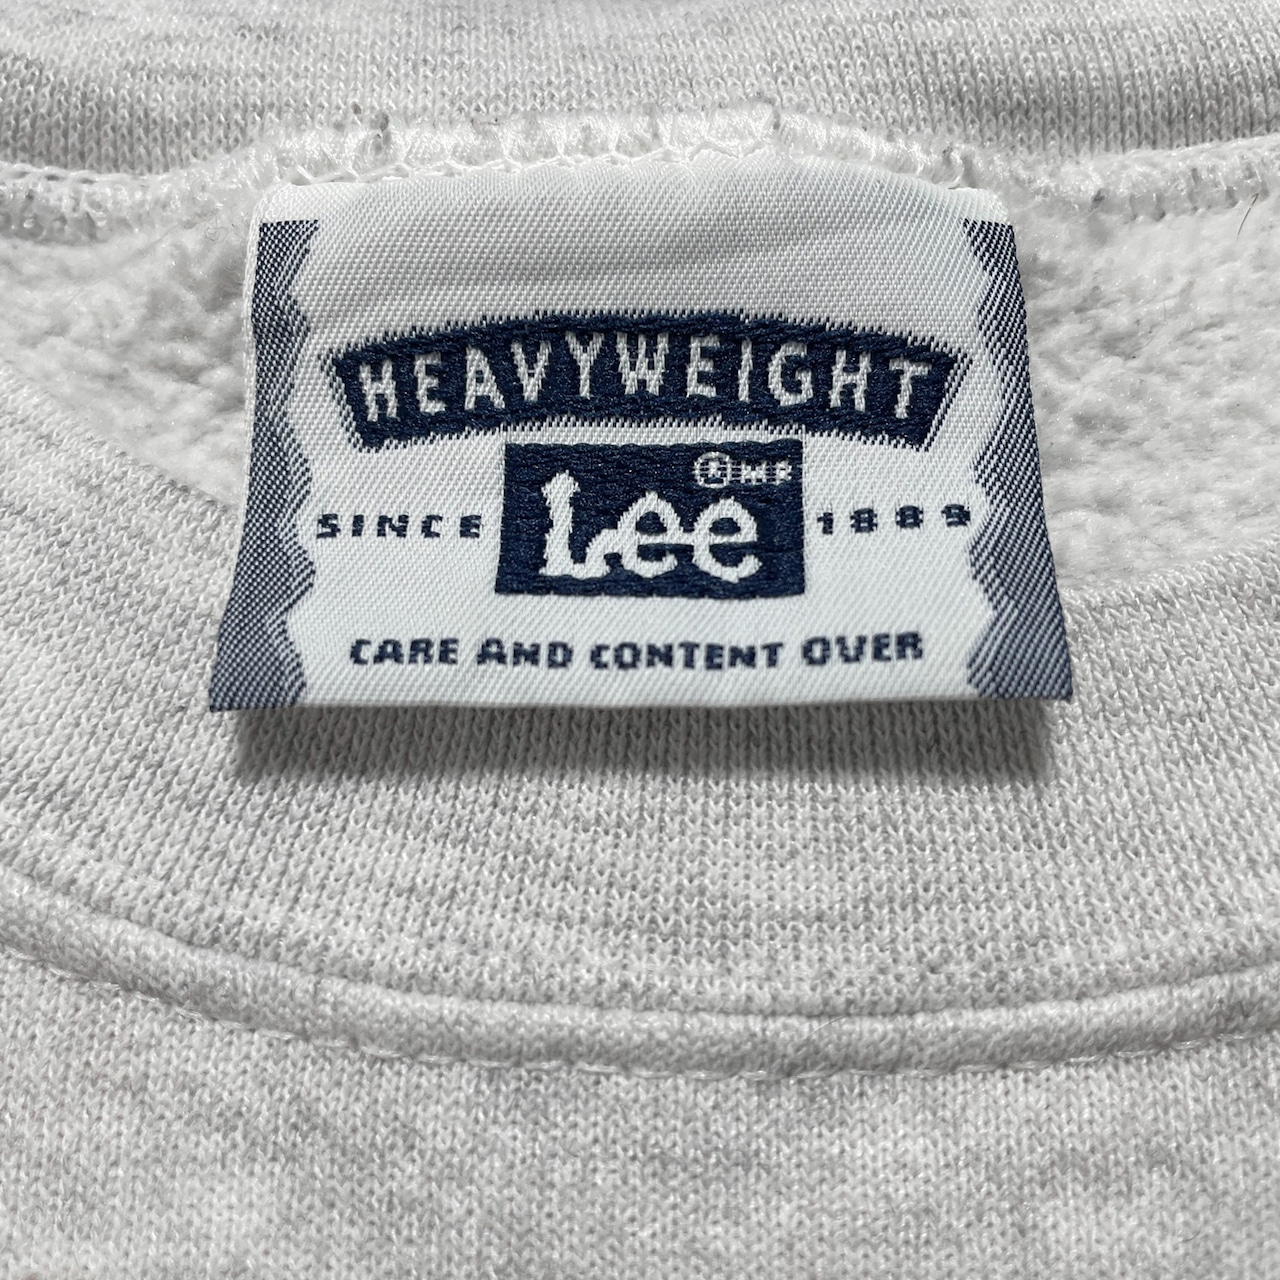 HEAVYWEIGHT
® MR
SINCE Lee 1889
CARE AND CONTENT OVER